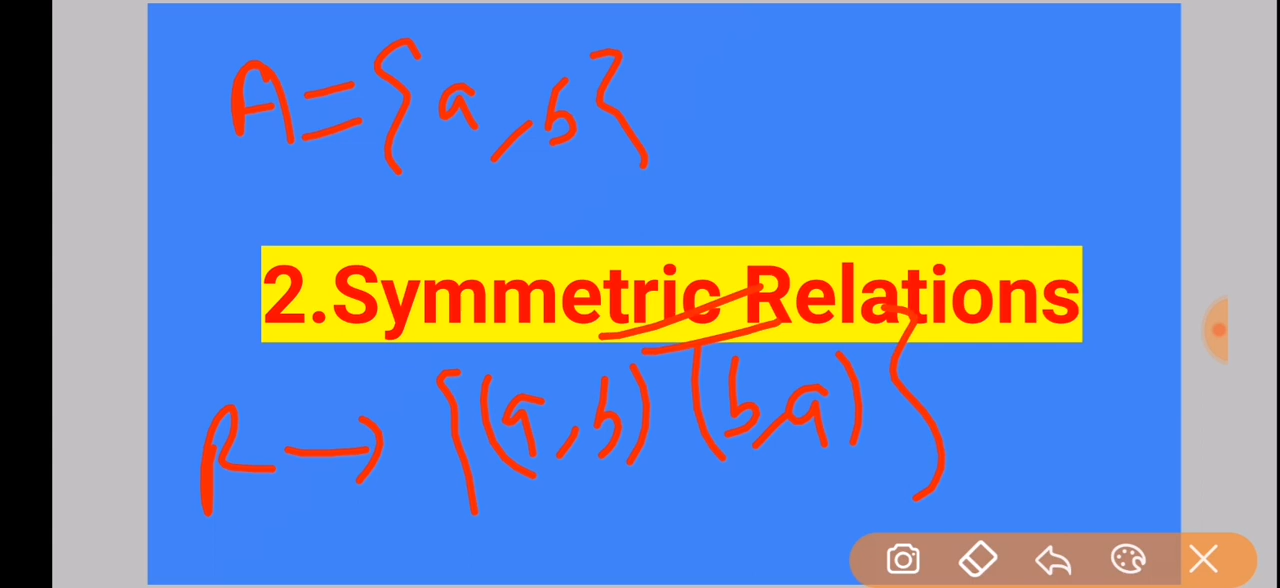 A = {a, b}
2.Symmetric Relations
R → {(a, b) (b, a)}